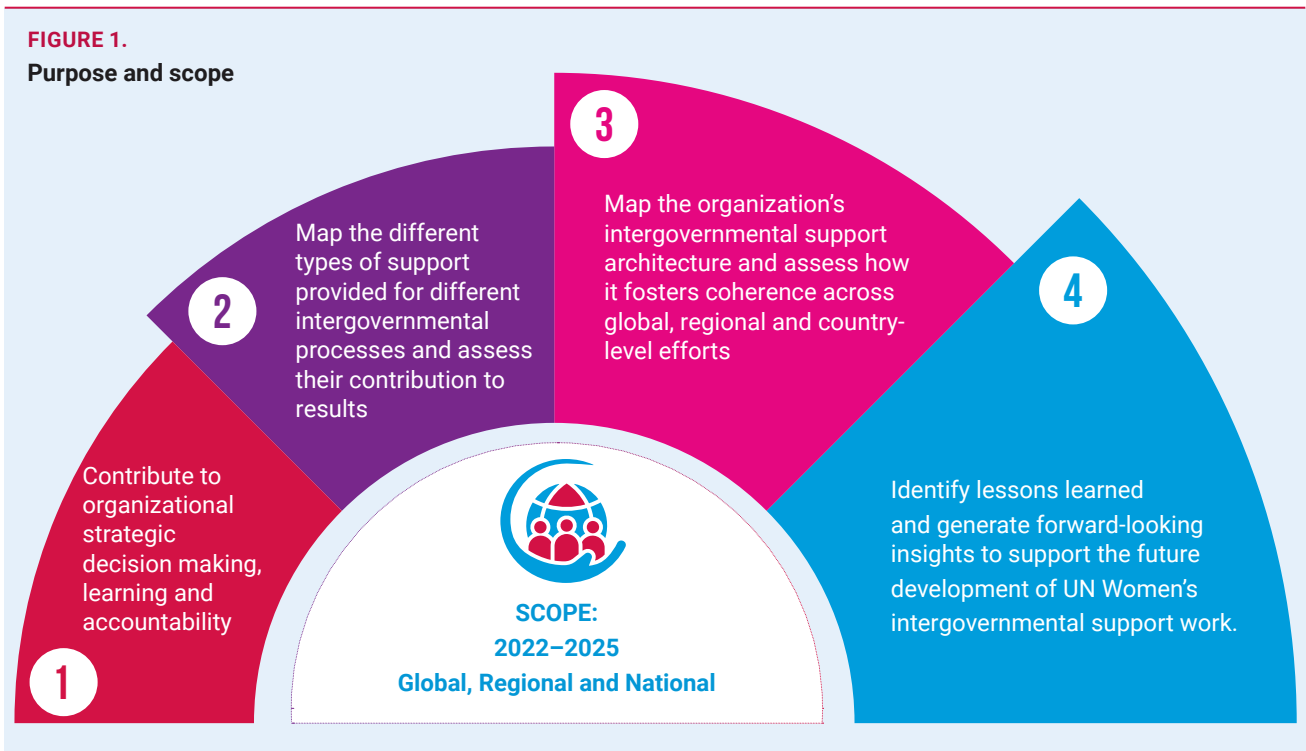 FIGURE 1.
Purpose and scope
1
Contribute to
organizational
strategic
decision making,
learning and
accountability
2
Map the different
types of support
provided for different
intergovernmental
processes and assess
their contribution to
results
3
Map the organization’s
intergovernmental support
architecture and assess how
it fosters coherence across
global, regional and country-
level efforts
4
Identify lessons learned
and generate forward-looking
insights to support the future
development of UN Women’s
intergovernmental support work.
SCOPE:
2022–2025
Global, Regional and National